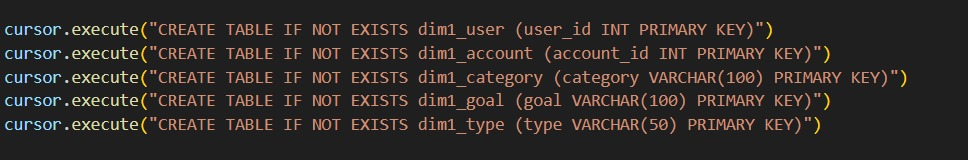 cursor.execute("CREATE TABLE IF NOT EXISTS dim1_user (user_id INT PRIMARY KEY)")
cursor.execute("CREATE TABLE IF NOT EXISTS dim1_account (account_id INT PRIMARY KEY)")
cursor.execute("CREATE TABLE IF NOT EXISTS dim1_category (category VARCHAR(100) PRIMARY KEY)")
cursor.execute("CREATE TABLE IF NOT EXISTS dim1_goal (goal VARCHAR(100) PRIMARY KEY)")
cursor.execute("CREATE TABLE IF NOT EXISTS dim1_type (type VARCHAR(50) PRIMARY KEY)")